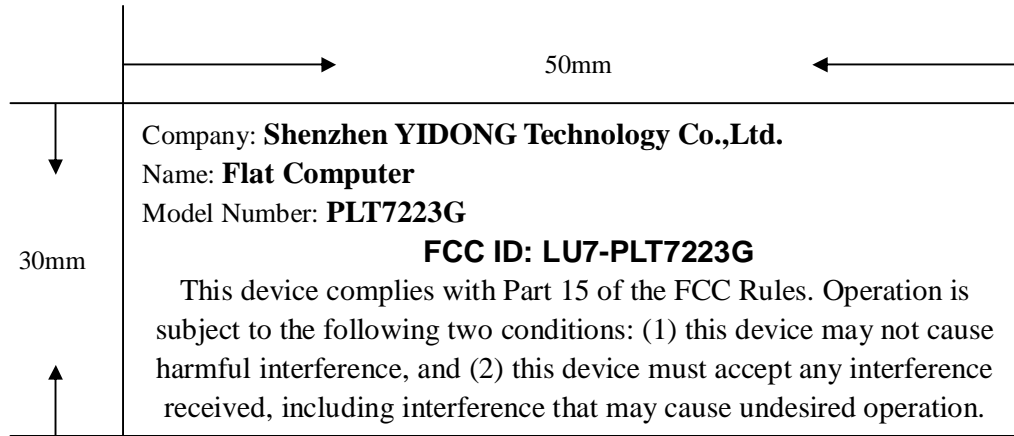 50mm
Company: Shenzhen YIDONG Technology Co.,Ltd.
Name: Flat Computer
Model Number: PLT7223G
30mm
FCC ID: LU7-PLT7223G
This device complies with Part 15 of the FCC Rules. Operation is
subject to the following two conditions: (1) this device may not cause
harmful interference, and (2) this device must accept any interference
received, including interference that may cause undesired operation.